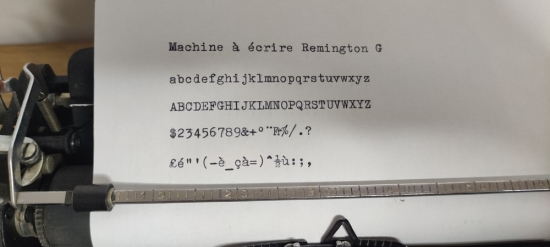 Machine à écrire Remington G
abcdefghijklmnopqrstuvwxyz
ABCDEFGHIJKLMNOPQRSTUVWXYZ
$23456789&+º¨₣%/.?
£é"'(-è_çà=)^½ù:;,